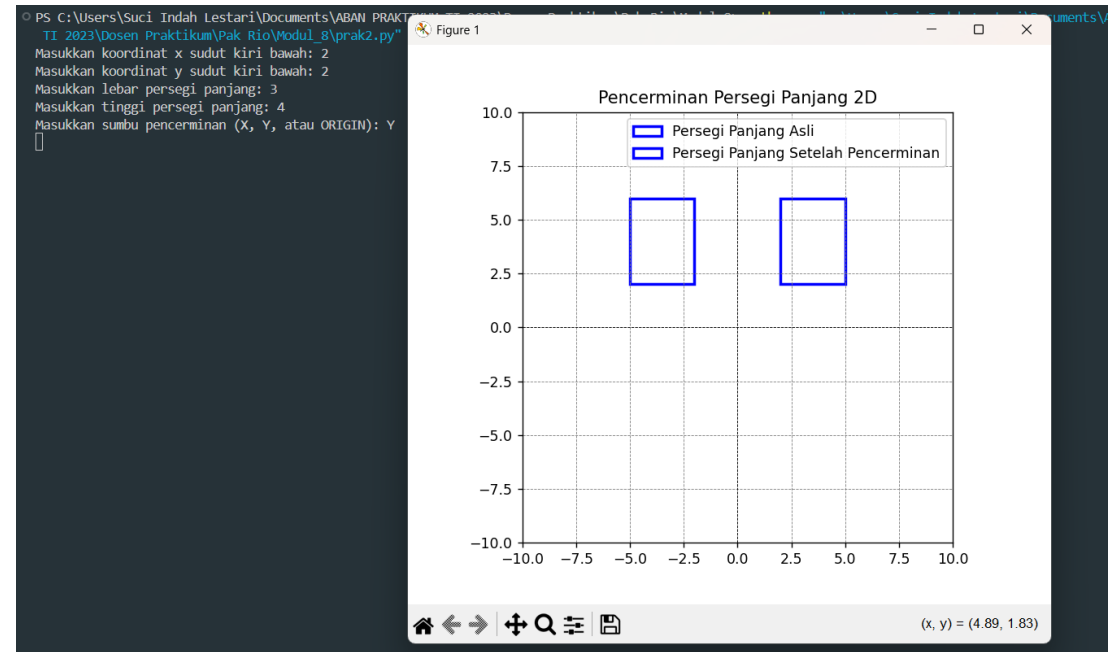 PS C:\Users\Suci Indah Lestari\Documents\ABAN
TI 2023\Dosen Praktikum\Pak Rio\Modul_8\prak2.py"
Masukkan koordinat x sudut kiri bawah: 2
Masukkan koordinat y sudut kiri bawah: 2
Masukkan lebar persegi panjang: 3
Masukkan tinggi persegi panjang: 4
Masukkan sumbu pencerminan (X, Y, atau ORIGIN): Y
Figure 1
Pencerminan Persegi Panjang 2D
Persegi Panjang Asli
Persegi Panjang Setelah Pencerminan
10.0
7.5
5.0
2.5
0.0
−2.5
−5.0
−7.5
−10.0
−10.0 −7.5 −5.0 −2.5 0.0 2.5 5.0 7.5 10.0
(x, y) = (4.89, 1.83)